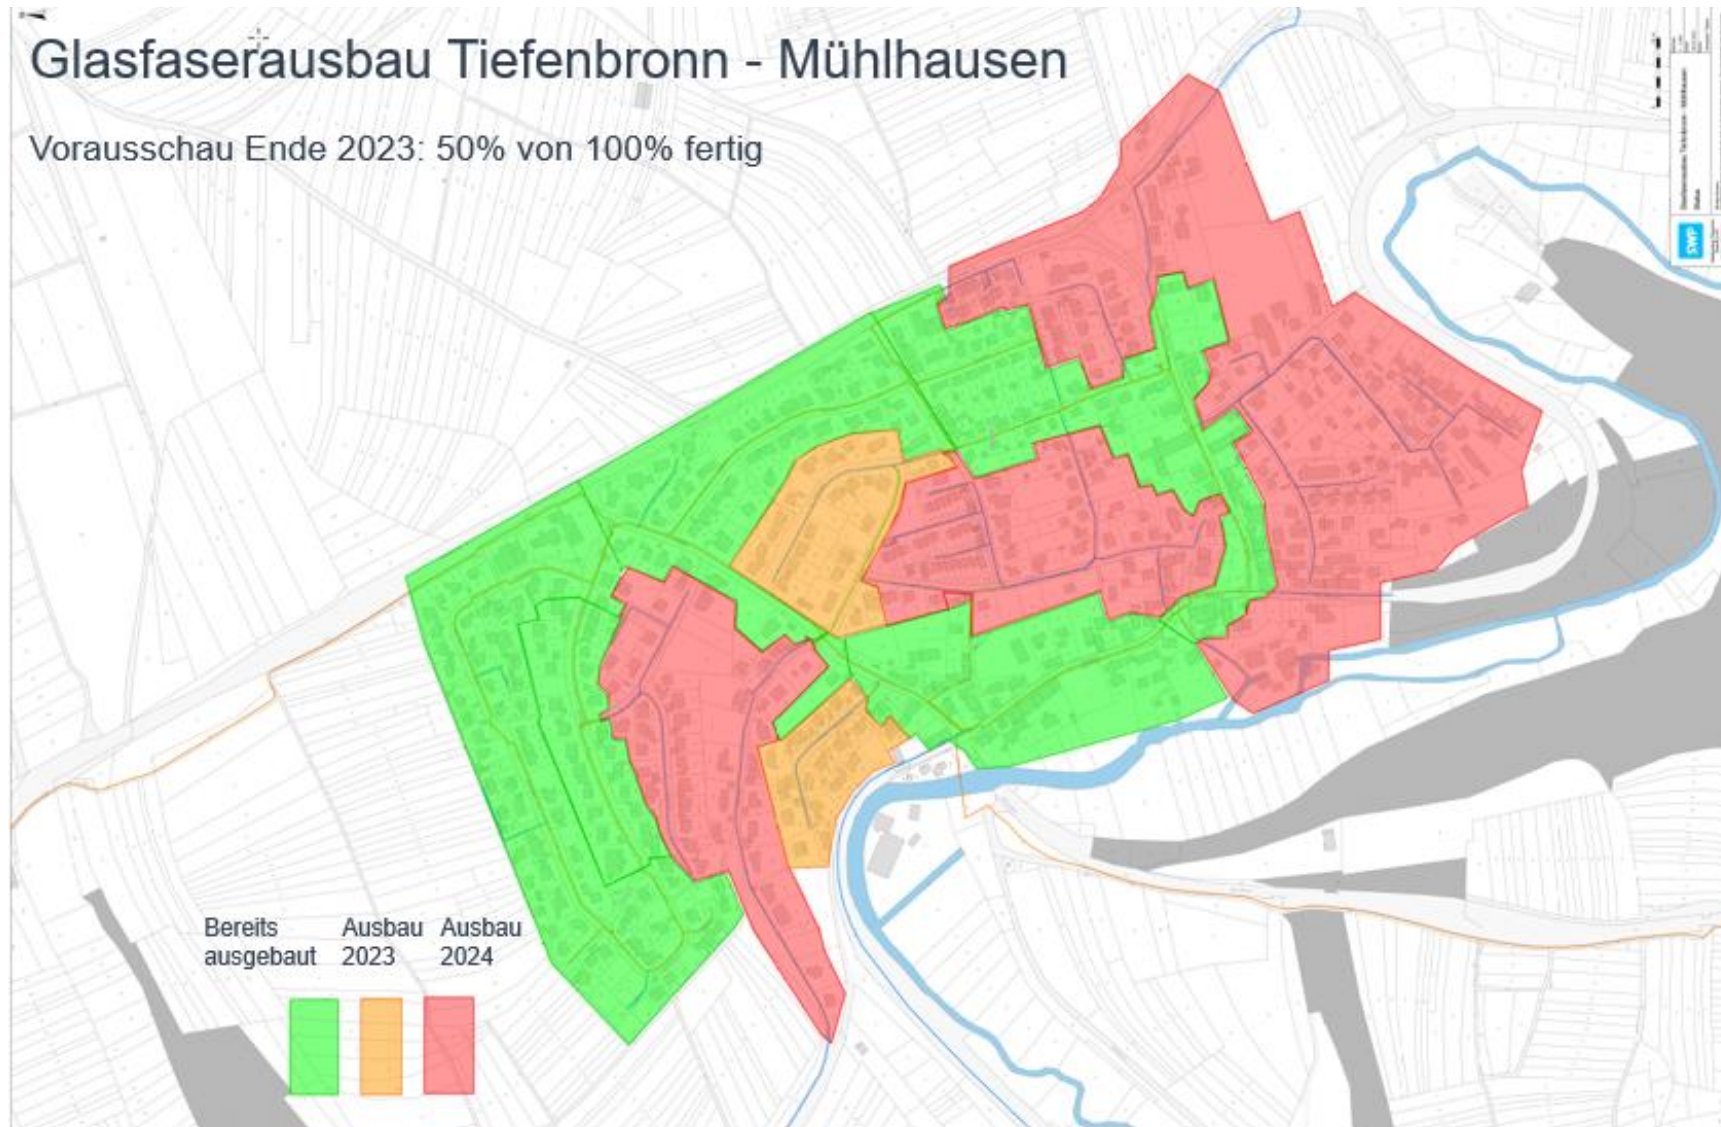 Glasfaserausbau Tiefenbronn - Mühlhausen
Vorausschau Ende 2023: 50% von 100% fertig
Bereits ausgebaut
Ausbau 2023
Ausbau 2024
SWP